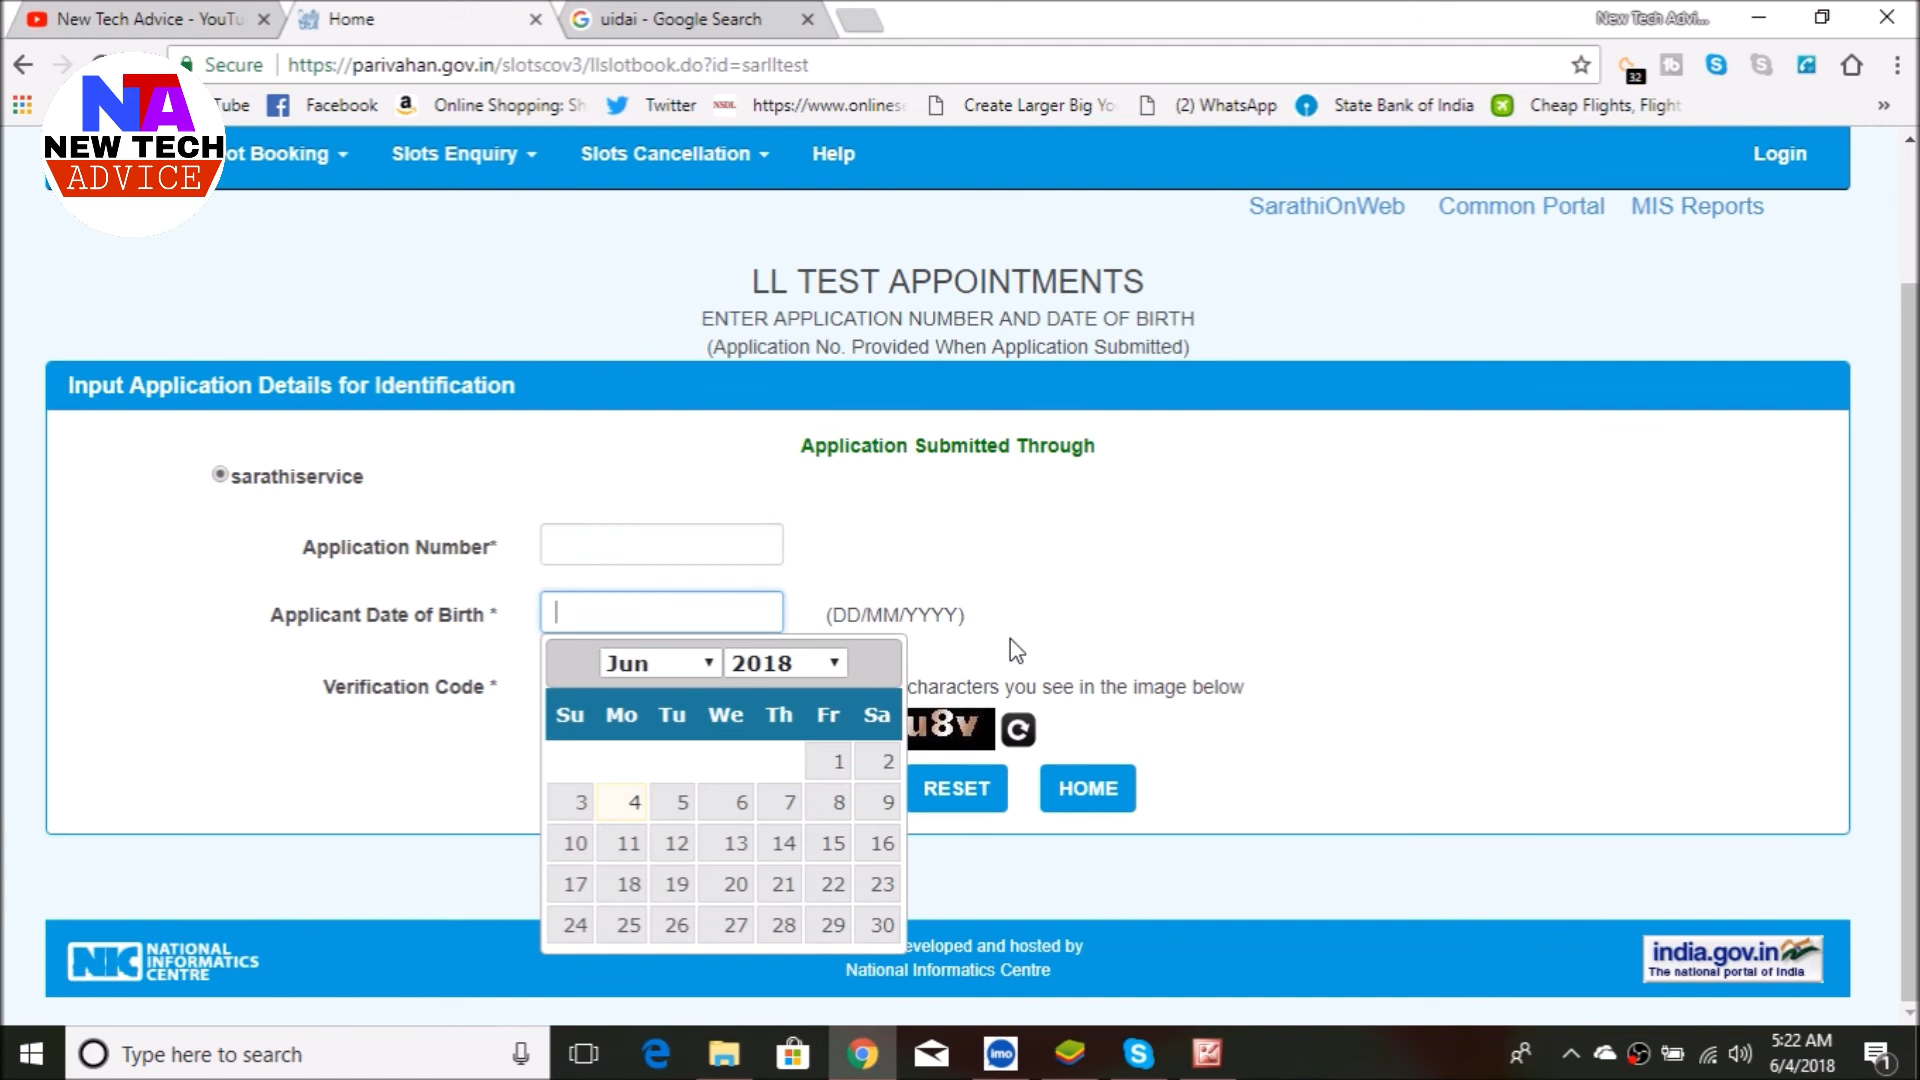 New Tech Advice - YouTu
Home
uidai - Google Search
New Tech Advi...
Secure
https://parivahan.gov.in/slotscov3/llslotbook.do?id=sarlltest
32
Tube
Facebook
Online Shopping: Sh
Twitter
NSDL
https://www.onlines
Create Larger Big Yo
(2) WhatsApp
State Bank of India
Cheap Flights, Flight
»
NTA
NEW TECH
ADVICE
ot Booking
Slots Enquiry
Slots Cancellation
Help
Login
SarathiOnWeb
Common Portal
MIS Reports
LL TEST APPOINTMENTS
ENTER APPLICATION NUMBER AND DATE OF BIRTH
(Application No. Provided When Application Submitted)
Input Application Details for Identification
Application Submitted Through
sarathiservice
Application Number*
Applicant Date of Birth *
(DD/MM/YYYY)
Jun 2018
Verification Code *
characters you see in the image below
Su Mo Tu We Th Fr Sa
u8v
1 2
RESET
HOME
3 4 5 6 7 8 9
10 11 12 13 14 15 16
17 18 19 20 21 22 23
24 25 26 27 28 29 30
NIC NATIONAL
INFORMATICS
CENTRE
eveloped and hosted by
National Informatics Centre
india.gov.in
The national portal of India
Type here to search
imo
5:22 AM
6/4/2018
1